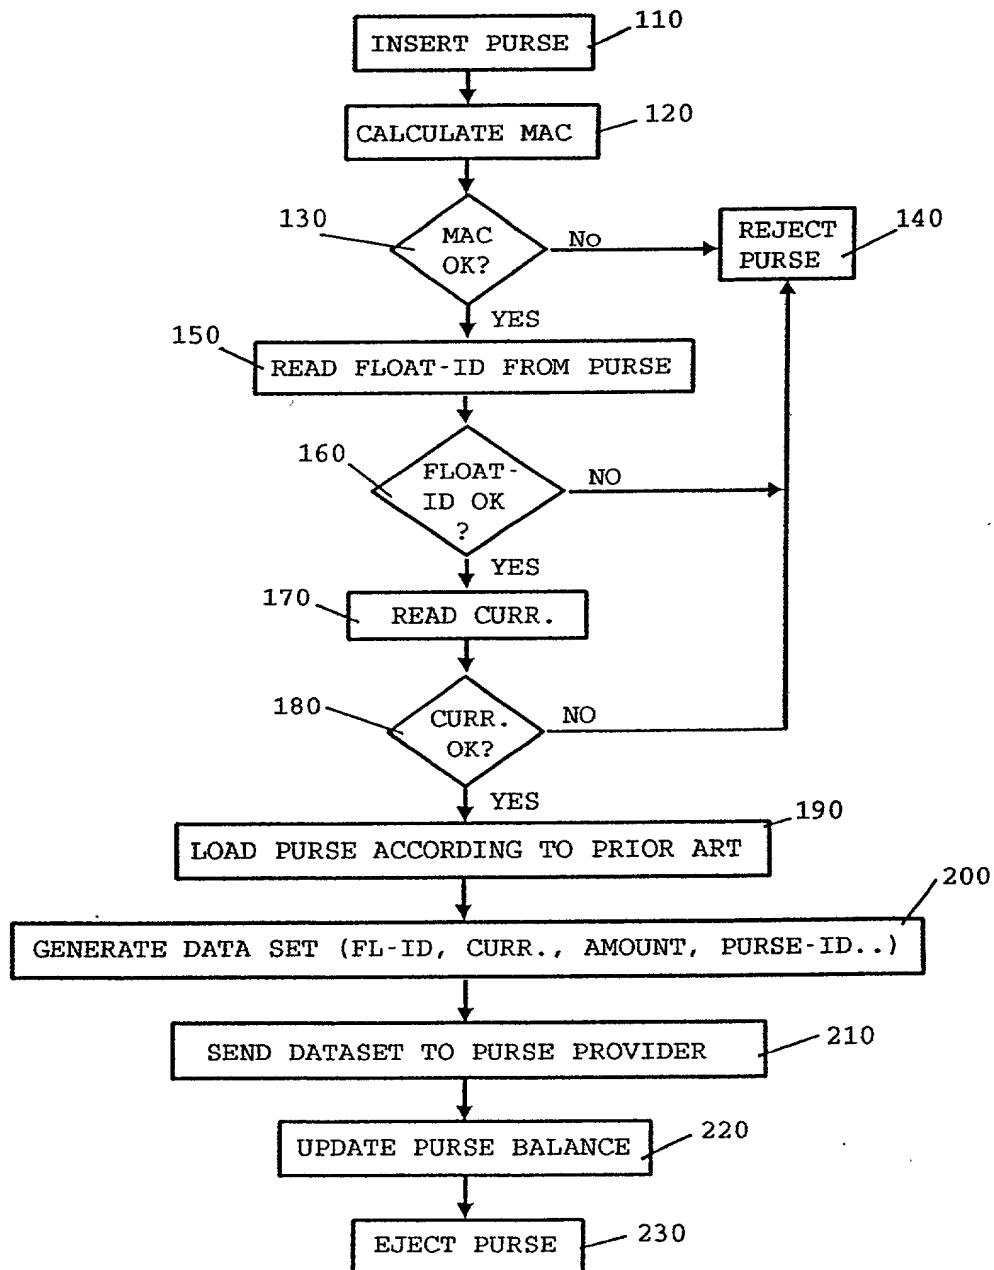 INSERT PURSE
110
CALCULATE MAC
120
130
MAC
OK?
No
REJECT
PURSE
140
YES
150
READ FLOAT-ID FROM PURSE
160
FLOAT-
ID OK
?
NO
YES
170
READ CURR.
180
CURR.
OK?
NO
YES
190
LOAD PURSE ACCORDING TO PRIOR ART
200
GENERATE DATA SET (FL-ID, CURR., AMOUNT, PURSE-ID..)
SEND DATASET TO PURSE PROVIDER
210
UPDATE PURSE BALANCE
220
EJECT PURSE
230